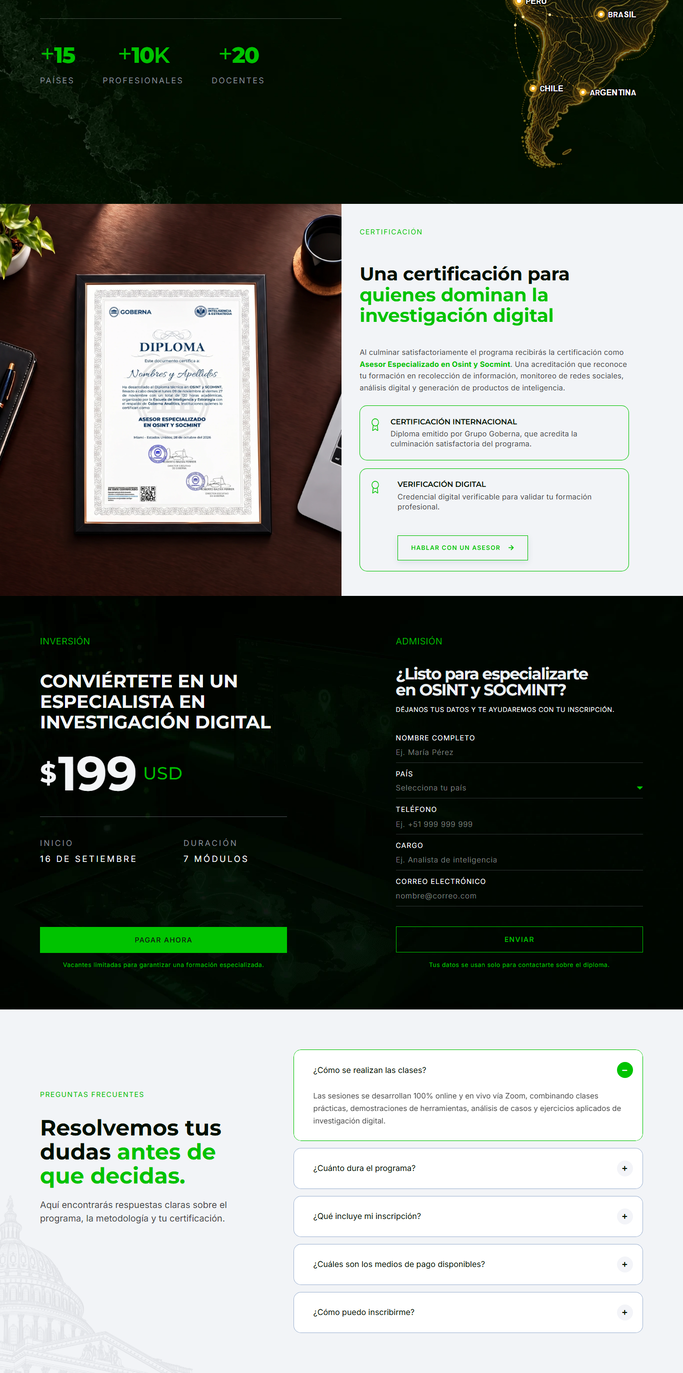 PERÚ
BRASIL
CHILE
ARGENTINA
+15
PAÍSES
+10K
PROFESIONALES
+20
DOCENTES
GOBERNA
DIPLOMA
Este documento certifica a:
Nombres y Apellidos
ASESOR ESPECIALIZADO
EN OSINT Y SOCMINT
CERTIFICACIÓN
Una certificación para
quienes dominan la
investigación digital
Al culminar satisfactoriamente el programa recibirás la certificación como
Asesor Especializado en Osint y Socmint. Una acreditación que reconoce
tu formación en recolección de información, monitoreo de redes sociales,
análisis digital y generación de productos de inteligencia.
CERTIFICACIÓN INTERNACIONAL
Diploma emitido por Grupo Goberna, que acredita la
culminación satisfactoria del programa.
VERIFICACIÓN DIGITAL
Credencial digital verificable para validar tu formación
profesional.
HABLAR CON UN ASESOR →
INVERSIÓN
CONVIÉRTETE EN UN
ESPECIALISTA EN
INVESTIGACIÓN DIGITAL
$199 USD
INICIO
16 DE SETIEMBRE
DURACIÓN
7 MÓDULOS
PAGAR AHORA
Vacantes limitadas para garantizar una formación especializada.
ADMISIÓN
¿Listo para especializarte
en OSINT y SOCMINT?
DÉJANOS TUS DATOS Y TE AYUDAREMOS CON TU INSCRIPCIÓN.
NOMBRE COMPLETO
Ej. María Pérez
PAÍS
Selecciona tu país
TELÉFONO
Ej. +51 999 999 999
CARGO
Ej. Analista de inteligencia
CORREO ELECTRÓNICO
nombre@correo.com
ENVIAR
Tus datos se usan solo para contactarte sobre el diploma.
PREGUNTAS FRECUENTES
Resolvemos tus
dudas antes de
que decidas.
Aquí encontrarás respuestas claras sobre el
programa, la metodología y tu certificación.
¿Cómo se realizan las clases?
Las sesiones se desarrollan 100% online y en vivo vía Zoom, combinando clases
prácticas, demostraciones de herramientas, análisis de casos y ejercicios aplicados de
investigación digital.
¿Cuánto dura el programa?
¿Qué incluye mi inscripción?
¿Cuáles son los medios de pago disponibles?
¿Cómo puedo inscribirme?